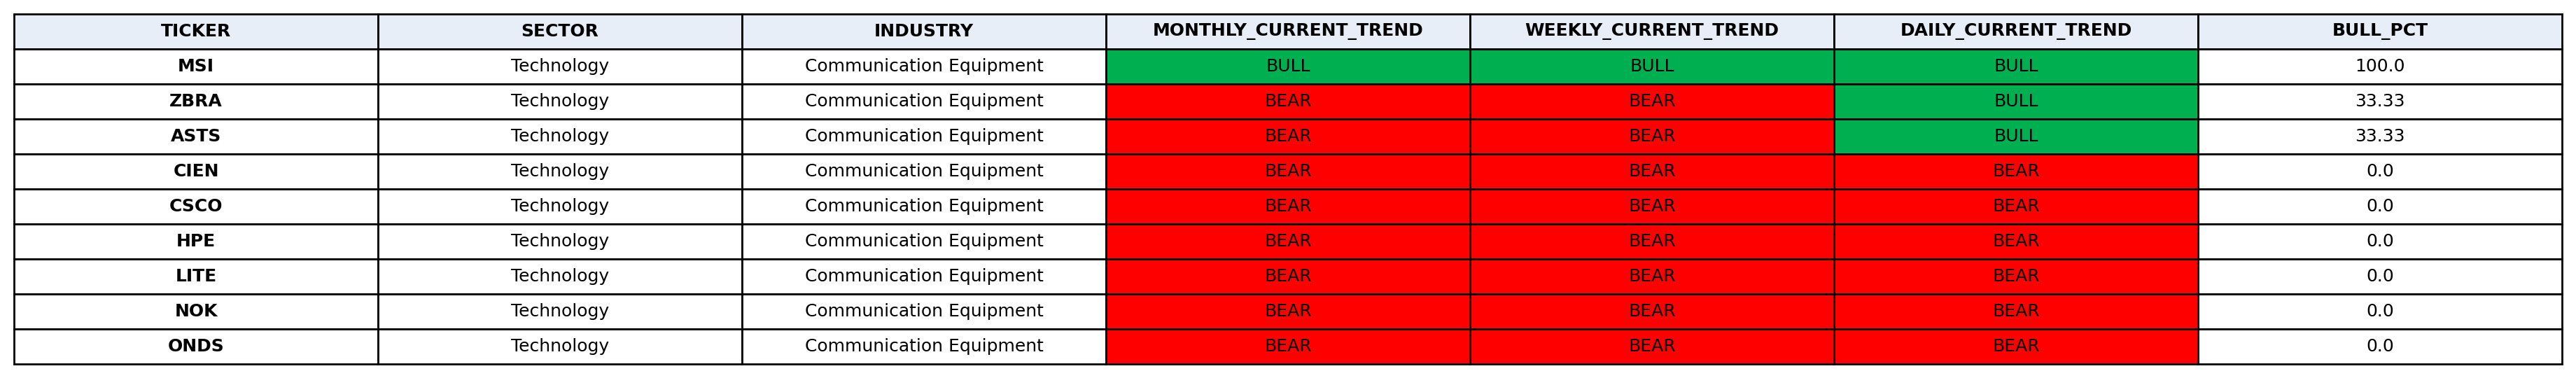 TICKER SECTOR INDUSTRY MONTHLY_CURRENT_TREND WEEKLY_CURRENT_TREND DAILY_CURRENT_TREND BULL_PCT
MSI Technology Communication Equipment BULL BULL BULL 100.0
ZBRA Technology Communication Equipment BEAR BEAR BULL 33.33
ASTS Technology Communication Equipment BEAR BEAR BULL 33.33
CIEN Technology Communication Equipment BEAR BEAR BEAR 0.0
CSCO Technology Communication Equipment BEAR BEAR BEAR 0.0
HPE Technology Communication Equipment BEAR BEAR BEAR 0.0
LITE Technology Communication Equipment BEAR BEAR BEAR 0.0
NOK Technology Communication Equipment BEAR BEAR BEAR 0.0
ONDS Technology Communication Equipment BEAR BEAR BEAR 0.0